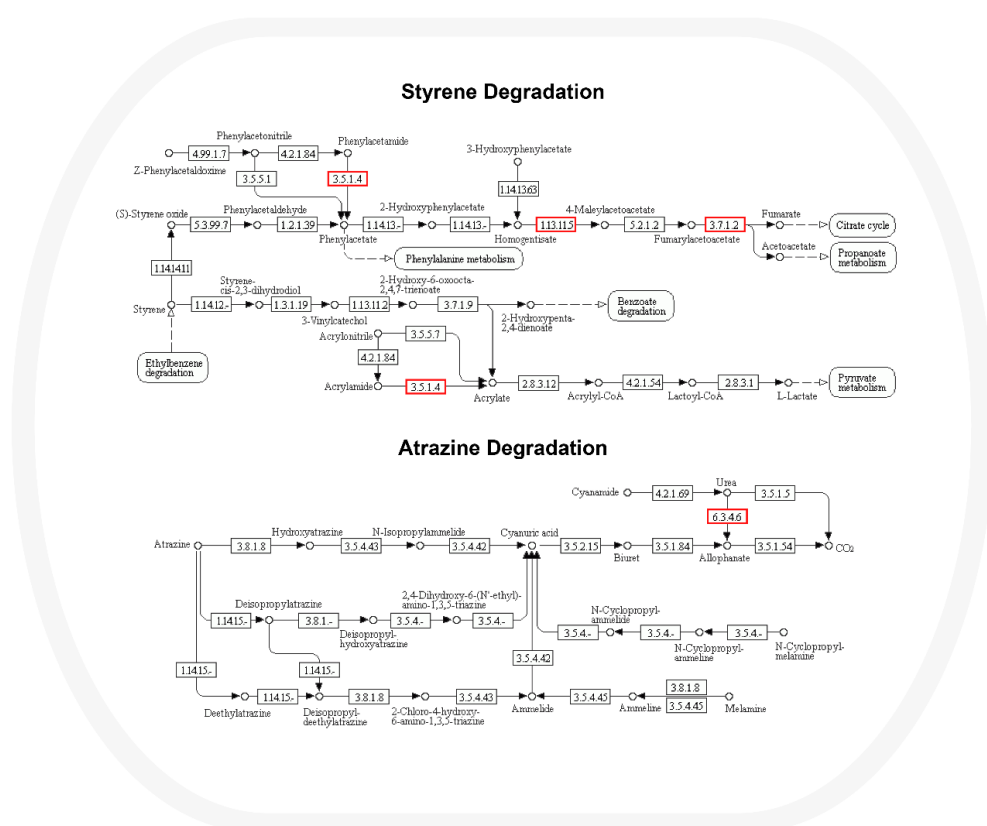 Styrene Degradation
Phenylacetonitrile
Phenylacetamide
4.99.1.7
4.2.1.84
3-Hydroxyphenylacetate
Z-Phenylacetaldoxime
3.5.5.1
3.5.1.4
1.14.13.63
(S)-Styrene oxide
Phenylacetaldehyde
2-Hydroxyphenylacetate
4-Maleylacetoacetate
Fumarate
5.3.99.7
1.2.1.39
1.14.13.-
1.14.13.-
1.13.11.5
5.2.1.2
3.7.1.2
Citrate cycle
Phenylacetate
Homogentisate
Fumarylacetoacetate
Acetoacetate
Phenylalanine metabolism
Propanoate
metabolism
1.14.14.11
Styrene-
cis-2,3-dihydrodiol
2-Hydroxy-6-oxoocta-
2,4,7-trienoate
Styrene
1.14.12.-
1.3.1.19
1.13.11.2
3.7.1.9
Benzoate
degradation
3-Vinylcatechol
2-Hydroxypenta-
2,4-dienoate
Acrylonitrile
3.5.5.7
4.2.1.84
Ethylbenzene
degradation
Acrylamide
3.5.1.4
Acrylate
2.8.3.12
Acrylyl-CoA
4.2.1.54
Lactoyl-CoA
2.8.3.1
L-Lactate
Pyruvate
metabolism
Atrazine Degradation
Cyanamide
4.2.1.69
Urea
3.5.1.5
6.3.4.6
Atrazine
3.8.1.8
Hydroxyatrazine
3.5.4.43
N-Isopropylammelide
3.5.4.42
Cyanuric acid
3.5.2.15
Biuret
3.5.1.84
Allophanate
3.5.1.54
CO2
Deisopropylatrazine
2,4-Dihydroxy-6-(N'-ethyl)-
amino-1,3,5-triazine
1.14.15.-
3.8.1.-
Deisopropyl-
hydroxyatrazine
3.5.4.-
3.5.4.-
N-Cyclopropyl-
ammelide
3.5.4.-
3.5.4.-
3.5.4.-
N-Cyclopropyl-
ammeline
N-Cyclopropyl-
melamine
3.5.4.42
1.14.15.-
1.14.15.-
Deethylatrazine
1.14.15.-
Deisopropyl-
deethylatrazine
3.8.1.8
2-Chloro-4-hydroxy-
6-amino-1,3,5-triazine
3.5.4.43
Ammelide
3.5.4.45
Ammeline
3.8.1.8
3.5.4.45
Melamine